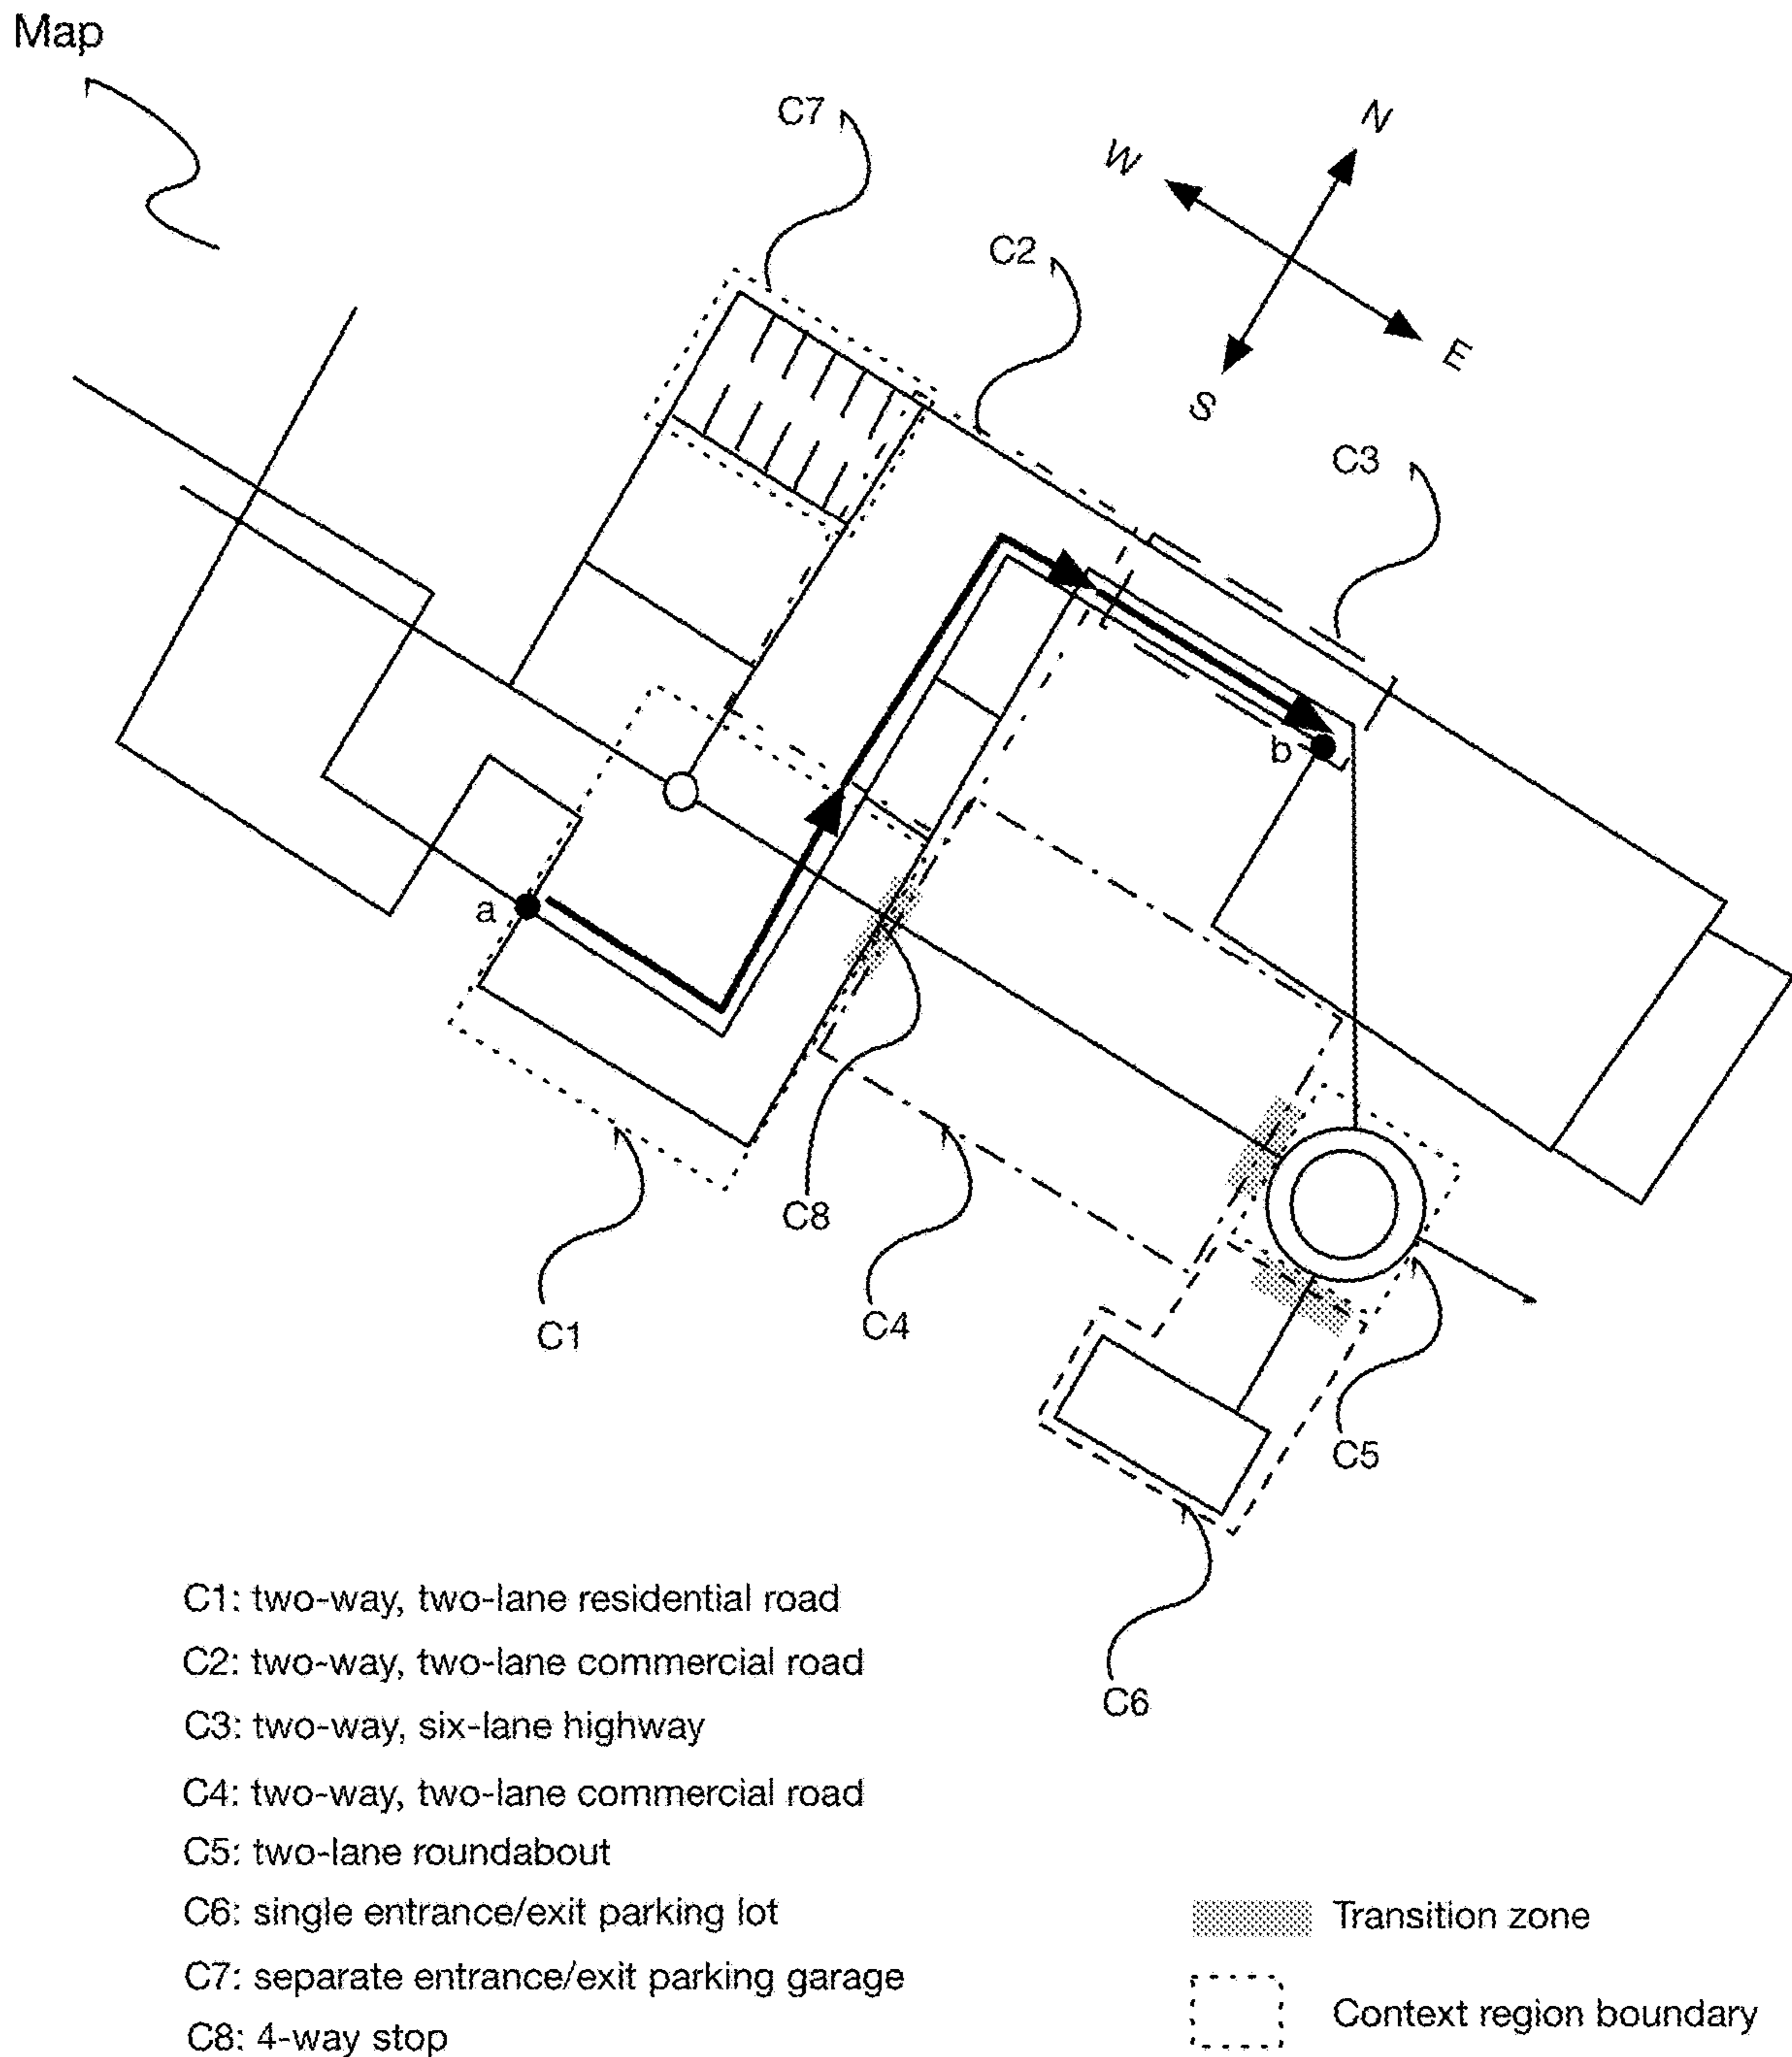 Map
C7
N
W
C2
E
S
C3
b
a
C8
C1
C4
C5
C6
C1: two-way, two-lane residential road
C2: two-way, two-lane commercial road
C3: two-way, six-lane highway
C4: two-way, two-lane commercial road
C5: two-lane roundabout
C6: single entrance/exit parking lot
C7: separate entrance/exit parking garage
C8: 4-way stop
Transition zone
Context region boundary